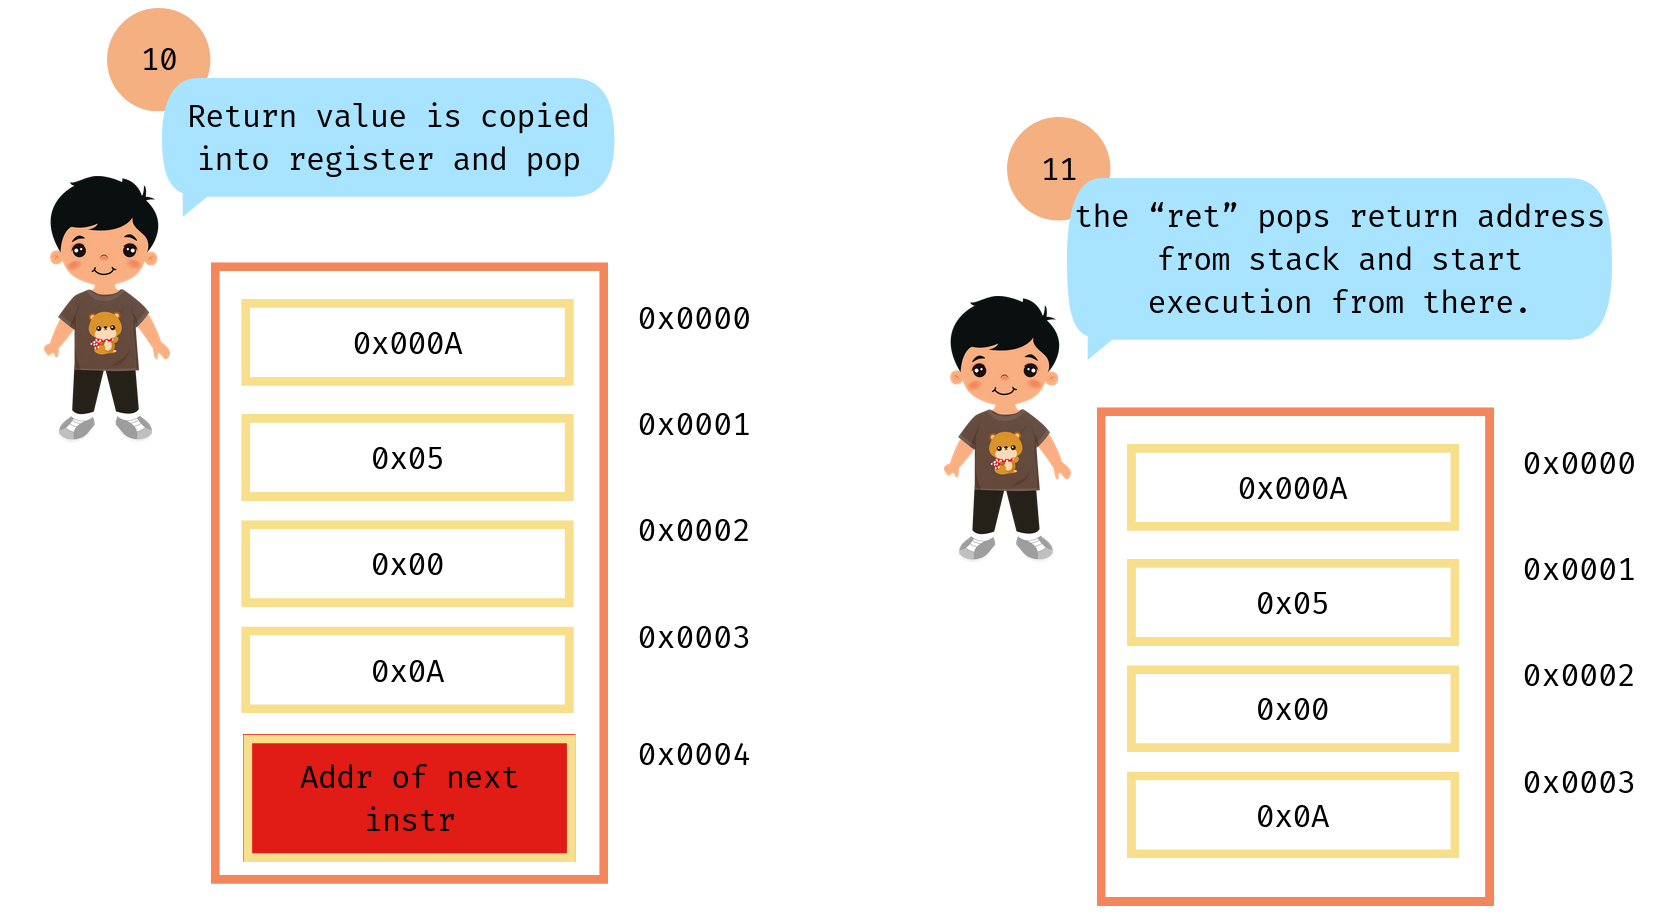 10
Return value is copied
into register and pop
0x000A
0x0000
0x05
0x0001
0x00
0x0002
0x0A
0x0003
Addr of next
instr
0x0004
11
the “ret” pops return address
from stack and start
execution from there.
0x000A
0x0000
0x05
0x0001
0x00
0x0002
0x0A
0x0003